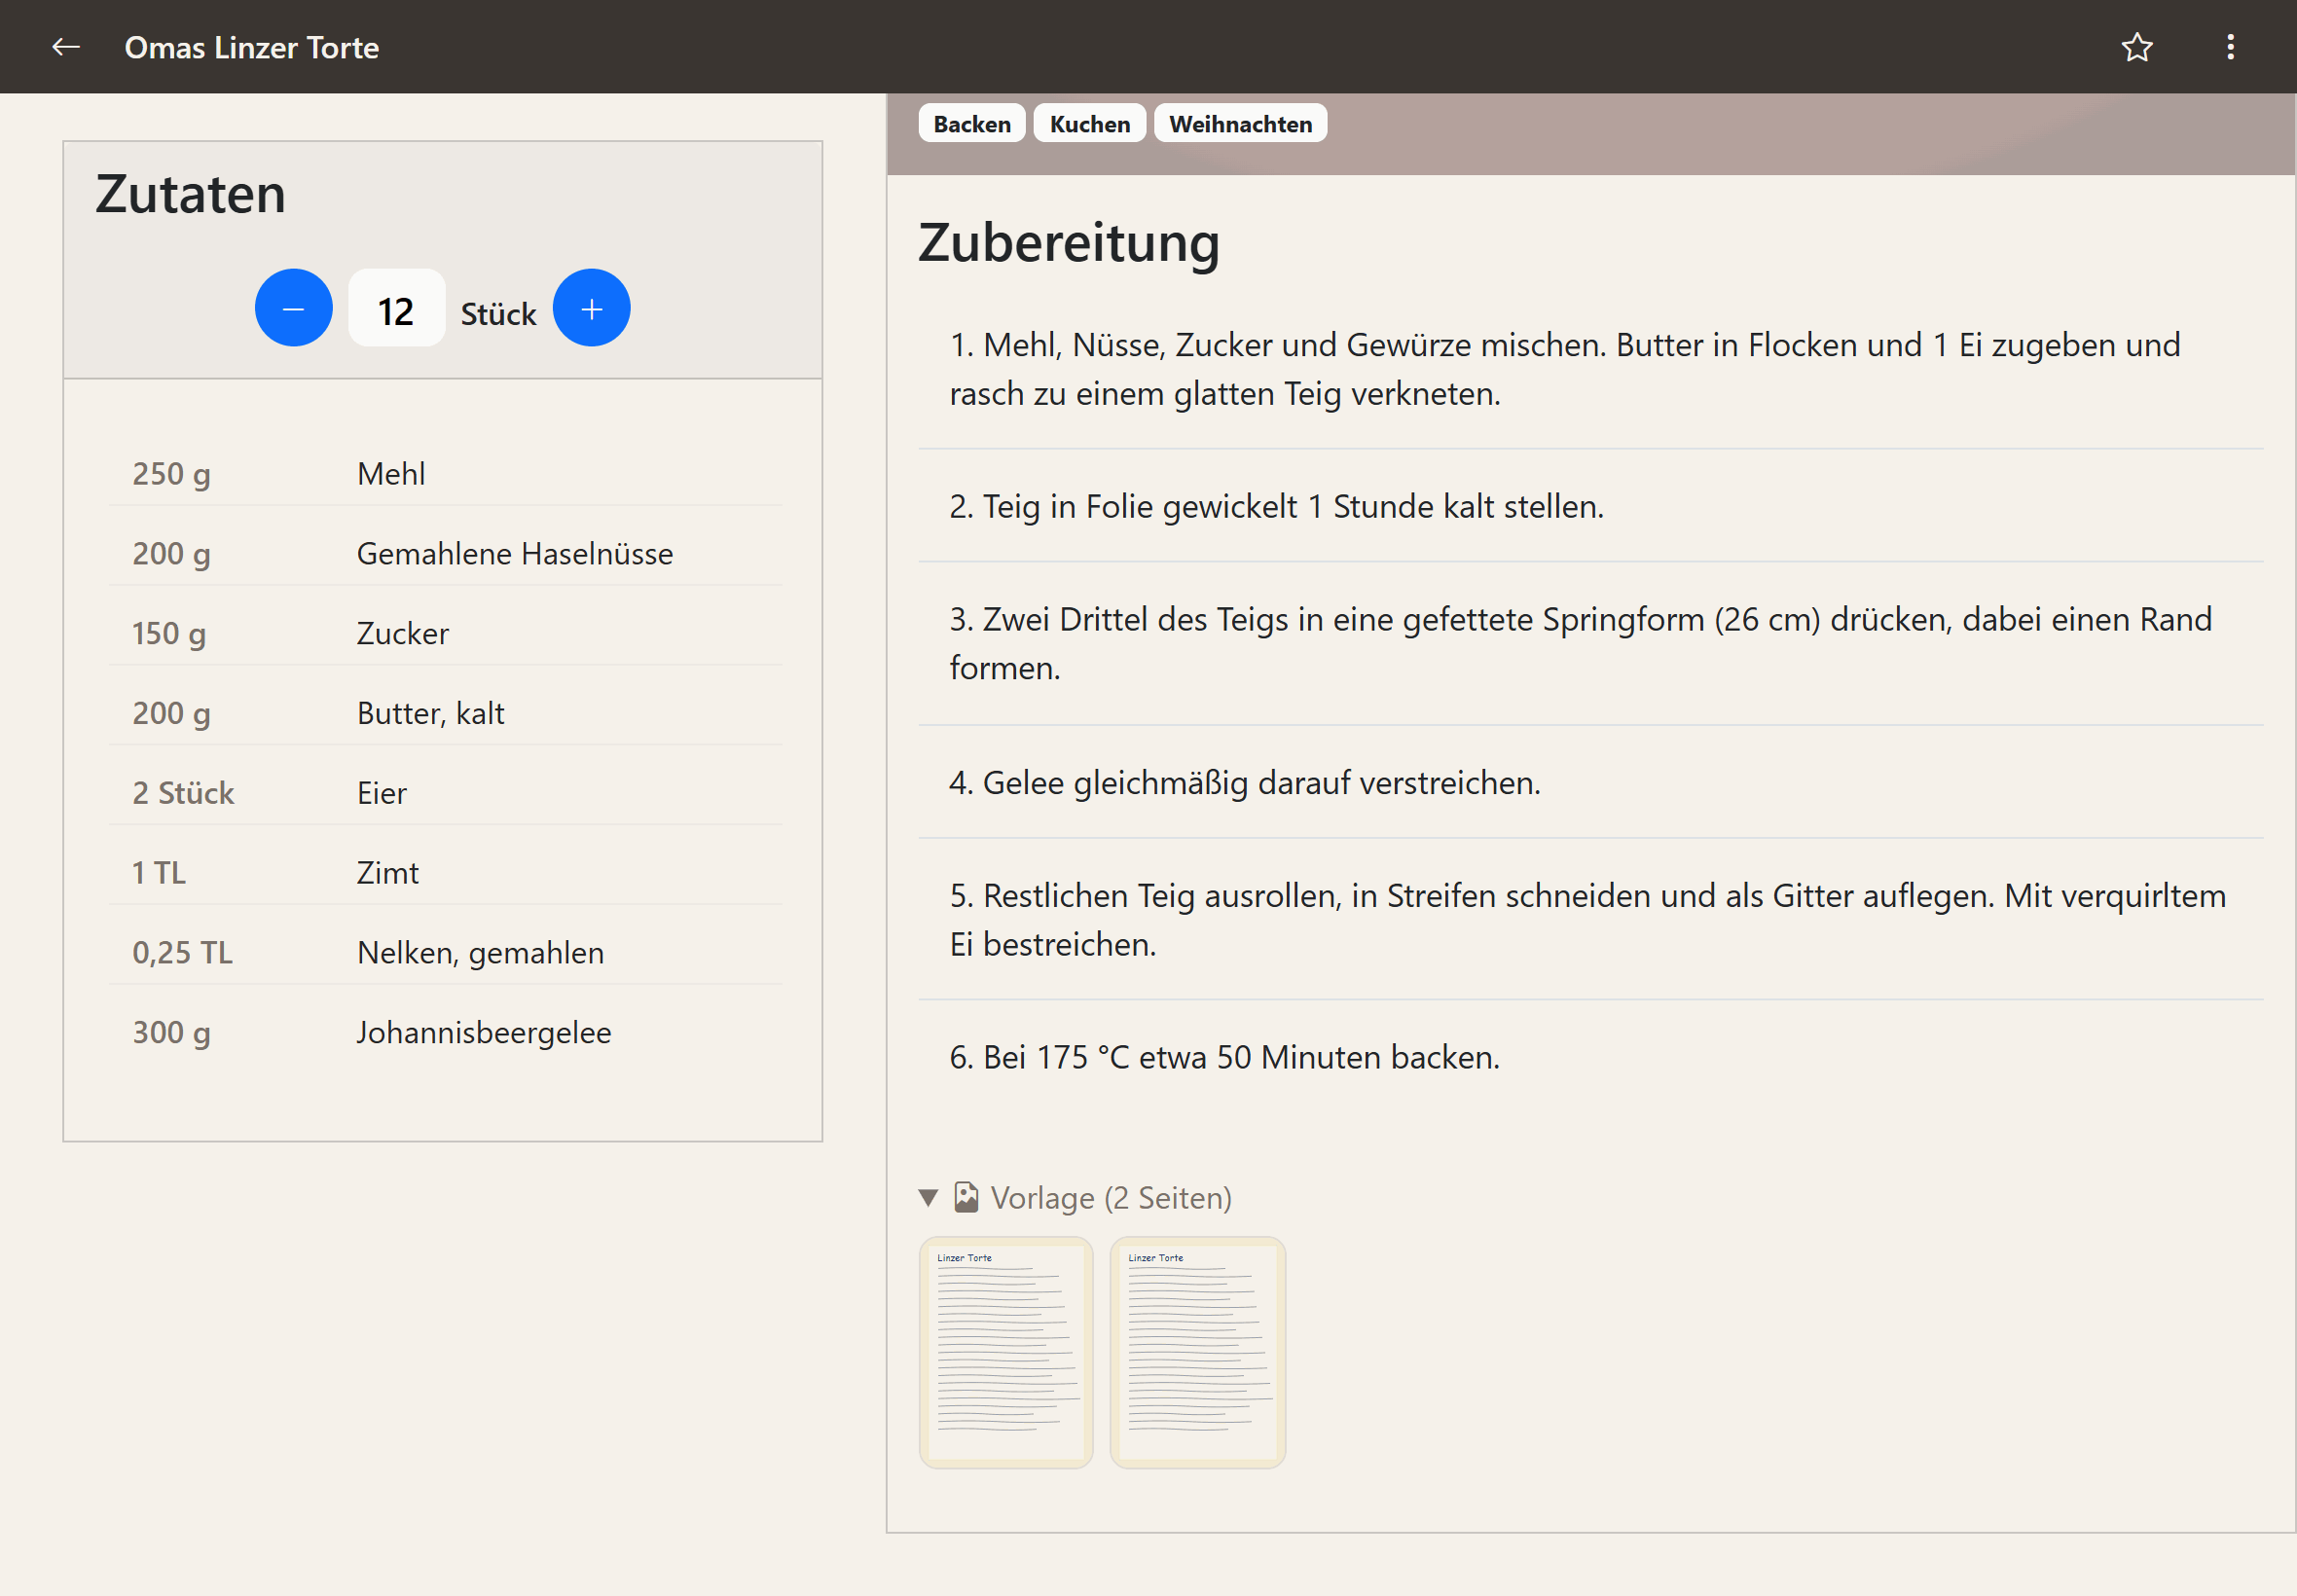 Omas Linzer Torte
Zutaten
12 Stück
250 g Mehl
200 g Gemahlene Haselnüsse
150 g Zucker
200 g Butter, kalt
2 Stück Eier
1 TL Zimt
0,25 TL Nelken, gemahlen
300 g Johannisbeergelee
Backen Kuchen Weihnachten
Zubereitung
1. Mehl, Nüsse, Zucker und Gewürze mischen. Butter in Flocken und 1 Ei zugeben und
rasch zu einem glatten Teig verkneten.
2. Teig in Folie gewickelt 1 Stunde kalt stellen.
3. Zwei Drittel des Teigs in eine gefettete Springform (26 cm) drücken, dabei einen Rand
formen.
4. Gelee gleichmäßig darauf verstreichen.
5. Restlichen Teig ausrollen, in Streifen schneiden und als Gitter auflegen. Mit verquirltem
Ei bestreichen.
6. Bei 175 °C etwa 50 Minuten backen.
Vorlage (2 Seiten)
Linzer Torte
Linzer Torte